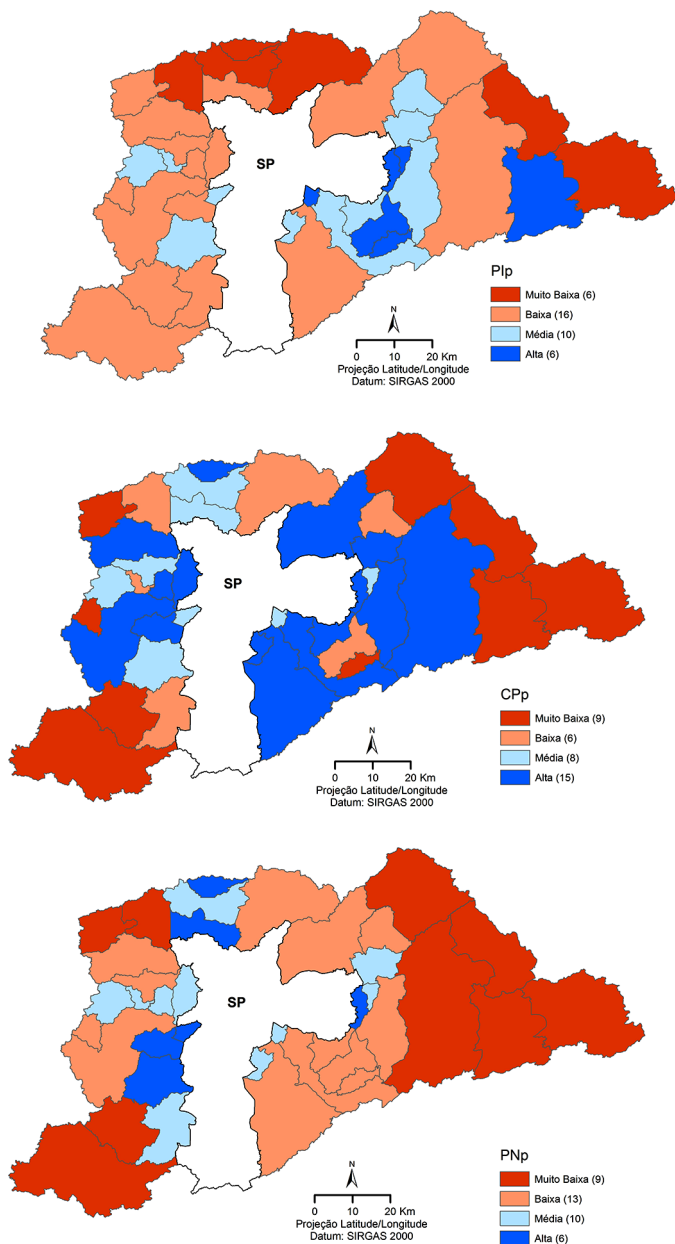 SP
PIp
Muito Baixa (6)
Baixa (16)
Média (10)
Alta (6)
N
0 10 20 Km
Projeção Latitude/Longitude
Datum: SIRGAS 2000
SP
CPp
Muito Baixa (9)
Baixa (6)
Média (8)
Alta (15)
N
0 10 20 Km
Projeção Latitude/Longitude
Datum: SIRGAS 2000
SP
PNp
Muito Baixa (9)
Baixa (13)
Média (10)
Alta (6)
N
0 10 20 Km
Projeção Latitude/Longitude
Datum: SIRGAS 2000